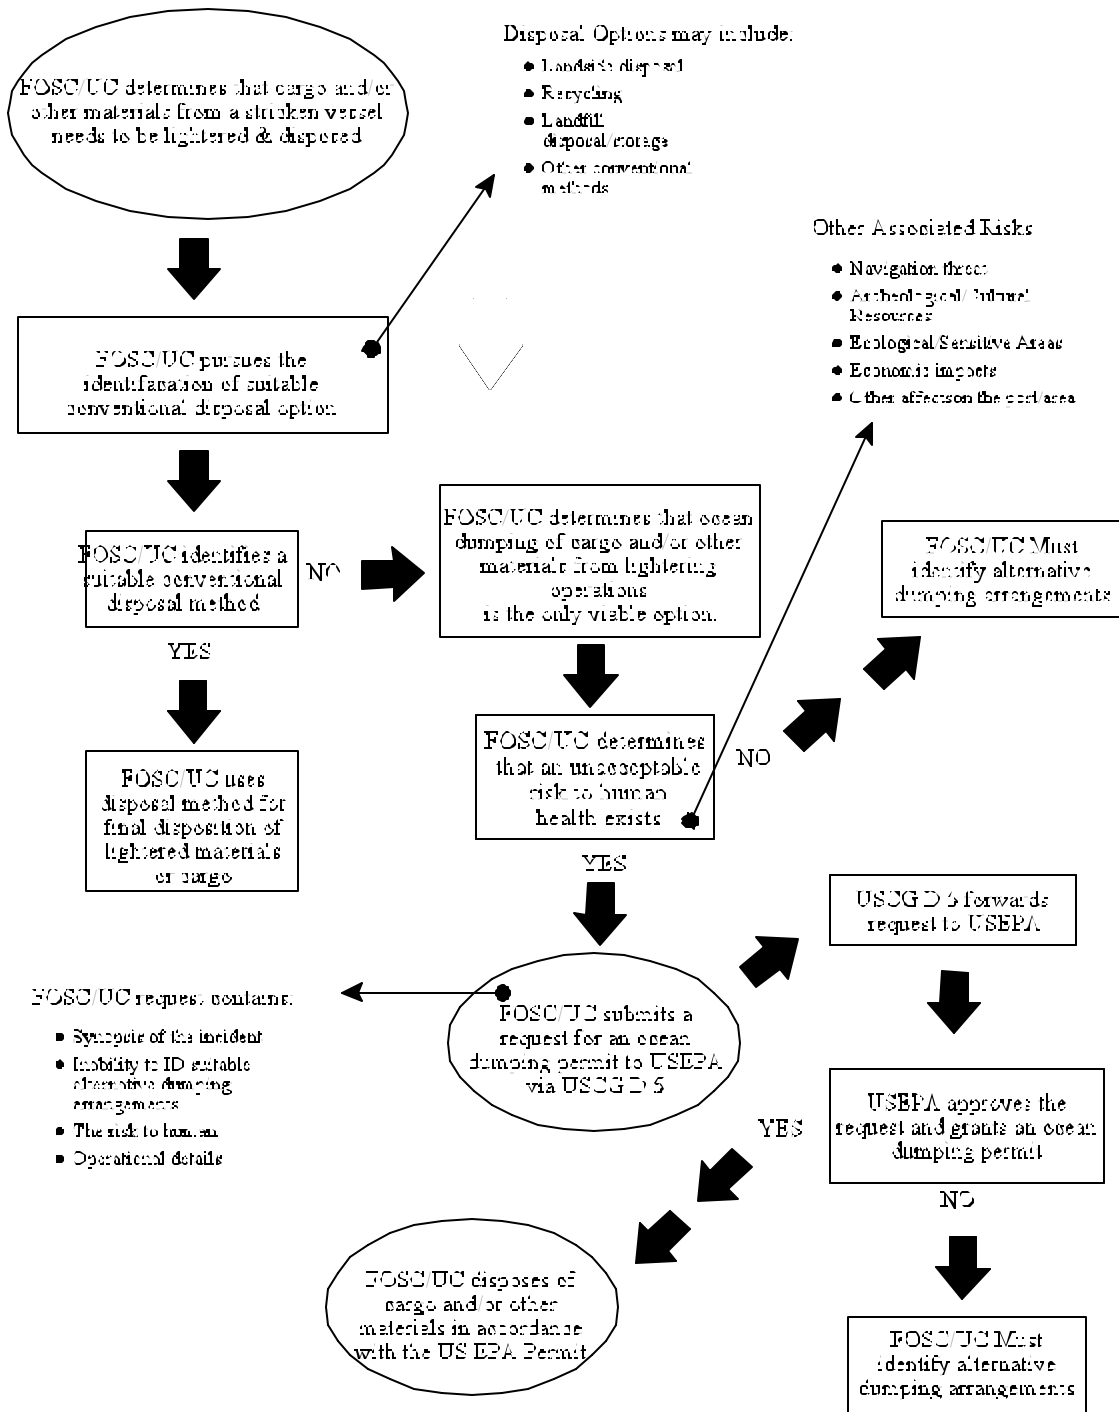 FOSC/UC determines that cargo and/or
other materials from a stricken vessel
needs to be lightered & disposed
Disposal Options may include:
Landside disposal
Recycling
Landfill
disposal/storage
Other conventional
methods
Other Associated Risks
Navigation threat
Archeological/Cultural
Resources
Ecological/Sensitive Areas
Economic impacts
Other affects on the port/area
FOSC/UC pursues the
identification of suitable
conventional disposal option
FOSC/UC identifies a
suitable conventional
disposal method
NO
YES
FOSC/UC determines that ocean
dumping of cargo and/or other
materials from lightering
operations
is the only viable option.
FOSC/UC Must
identify alternative
dumping arrangements
FOSC/UC uses
disposal method for
final disposition of
lightered materials
or cargo
FOSC/UC determines
that an unacceptable
risk to human
health exists
NO
YES
USCG D 5 forwards
request to USEPA
FOSC/UC request contains:
Synopsis of the incident
Inability to ID suitable
alternative dumping
arrangements
The risk to human
Operational details
FOSC/UC submits a
request for an ocean
dumping permit to USEPA
via USCG D 5
USEPA approves the
request and grants an ocean
dumping permit
YES
NO
FOSC/UC disposes of
cargo and/or other
materials in accordance
with the US EPA Permit
FOSC/UC Must
identify alternative
dumping arrangements